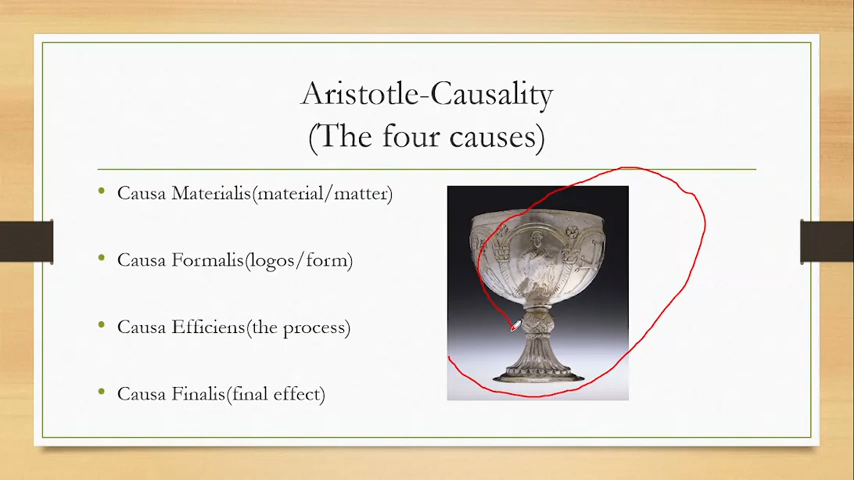 Aristotle-Causality
(The four causes)
Causa Materialis(material/matter)
Causa Formalis(logos/form)
Causa Efficiens(the process)
Causa Finalis(final effect)